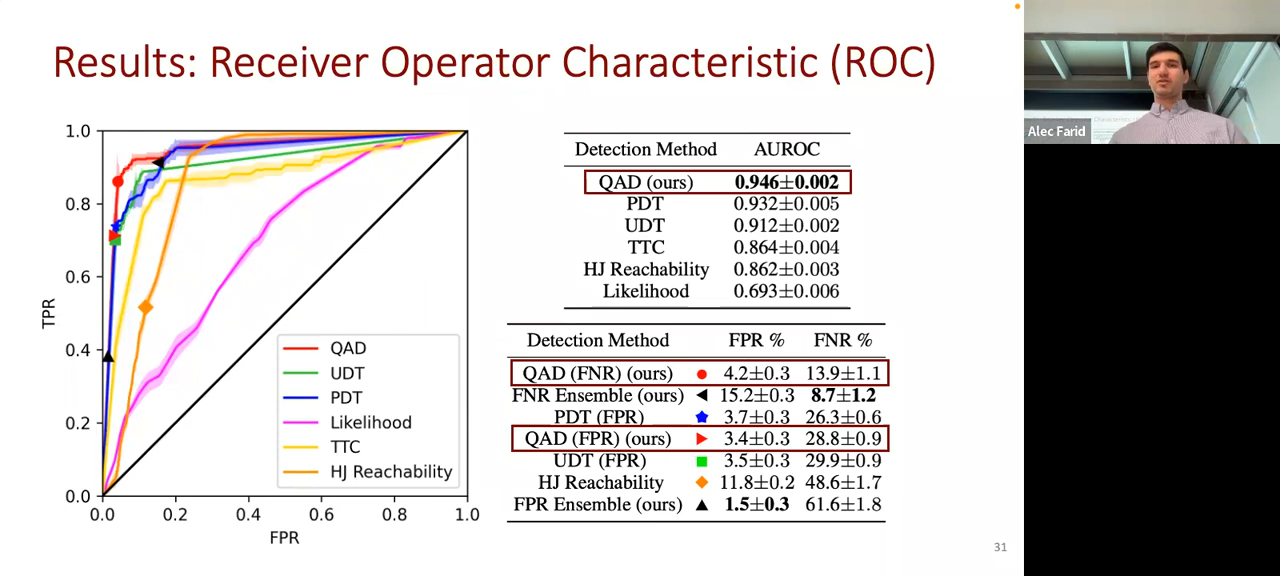 Results: Receiver Operator Characteristic (ROC)
Alec Farid
1.0
0.8
0.6
0.4
0.2
0.0
TPR
0.0 0.2 0.4 0.6 0.8 1.0
FPR
QAD
UDT
PDT
Likelihood
TTC
HJ Reachability
Detection Method AUROC
QAD (ours) 0.946±0.002
PDT 0.932±0.005
UDT 0.912±0.002
TTC 0.864±0.004
HJ Reachability 0.862±0.003
Likelihood 0.693±0.006
Detection Method FPR % FNR %
QAD (FNR) (ours) 4.2±0.3 13.9±1.1
FNR Ensemble (ours) 15.2±0.3 8.7±1.2
PDT (FPR) 3.7±0.3 26.3±0.6
QAD (FPR) (ours) 3.4±0.3 28.8±0.9
UDT (FPR) 3.5±0.3 29.9±0.9
HJ Reachability 11.8±0.2 48.6±1.7
FPR Ensemble (ours) 1.5±0.3 61.6±1.8
31